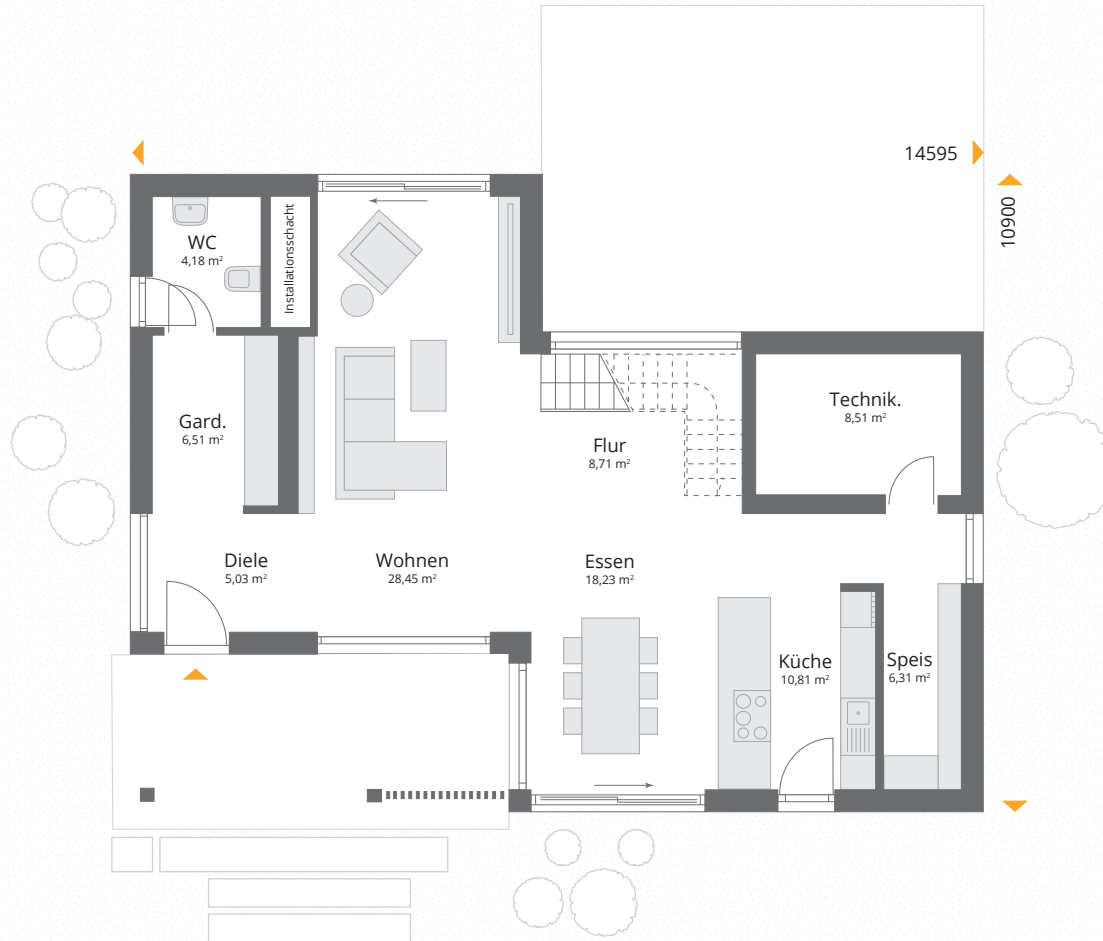 14595
10900
WC
4,18 m²
Installationsschacht
Technik.
8,51 m²
Gard.
6,51 m²
Flur
8,71 m²
Diele
5,03 m²
Wohnen
28,45 m²
Essen
18,23 m²
Küche
10,81 m²
Speis
6,31 m²